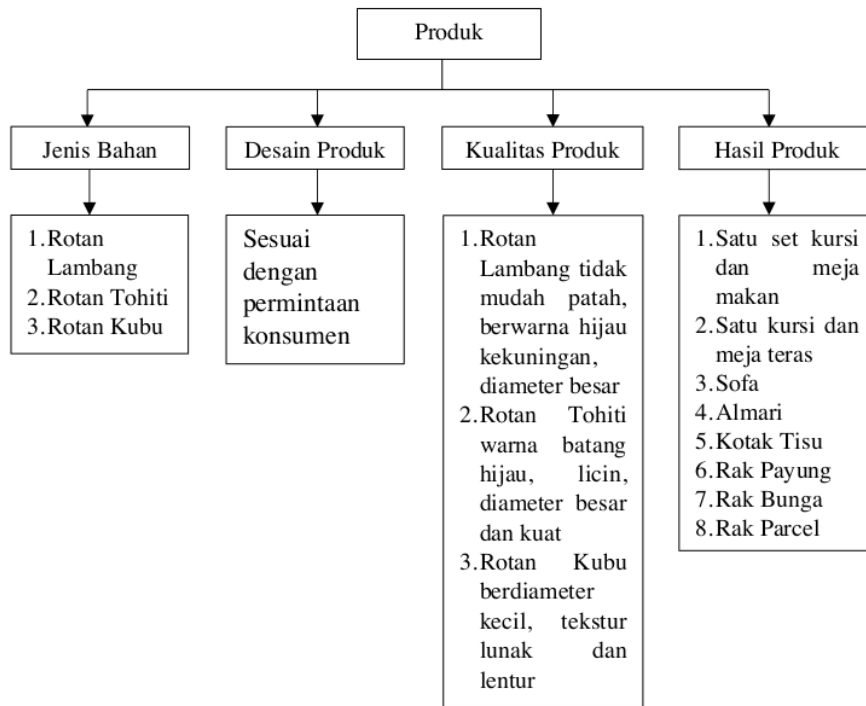 Produk
Jenis Bahan
Desain Produk
Kualitas Produk
Hasil Produk
1.Rotan
Lambang
2.Rotan Tohiti
3.Rotan Kubu
Sesuai
dengan
permintaan
konsumen
1.Rotan
Lambang tidak
mudah patah,
berwarna hijau
kekuningan,
diameter besar
2.Rotan Tohiti
warna batang
hijau, licin,
diameter besar
dan kuat
3.Rotan Kubu
berdiameter
kecil, tekstur
lunak dan
lentur
1.Satu set kursi
dan meja
makan
2.Satu kursi dan
meja teras
3.Sofa
4.Almari
5.Kotak Tisu
6.Rak Payung
7.Rak Bunga
8.Rak Parcel